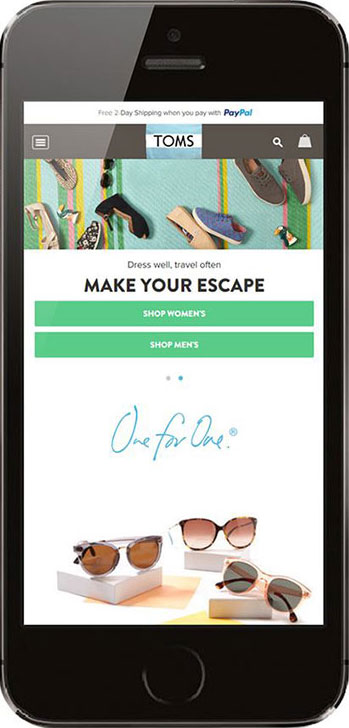 Free 2-Day Shipping when you pay with PayPal
TOMS
Dress well, travel often
MAKE YOUR ESCAPE
SHOP WOMEN'S
SHOP MEN'S
One for One.®